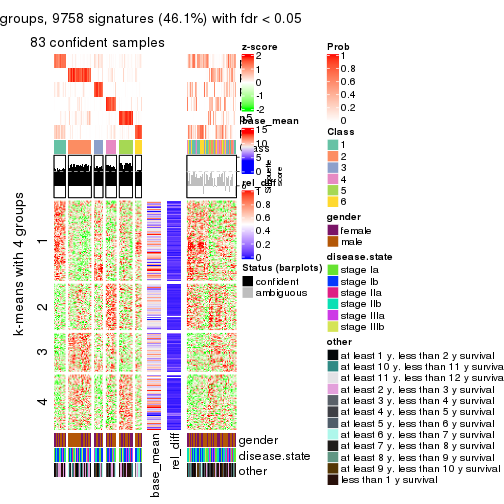 groups, 9758 signatures (46.1%) with fdr < 0.05
83 confident samples
k-means with 4 groups
1
2
3
4
base_mean
rel_diff
gender
disease.state
other
z-score
2
1
0
-1
-2
base_mean
15
10
5
0
rel_diff
1
0.8
0.6
0.4
0.2
0
Silhouette
score
Status (barplots)
confident
ambiguous
Prob
1
0.8
0.6
0.4
0.2
0
Class
1
2
3
4
5
6
gender
female
male
disease.state
stage Ia
stage Ib
stage IIa
stage IIb
stage IIIa
stage IIIb
other
at least 1 y. less than 2 y survival
at least 10 y. less than 11 y survival
at least 11 y. less than 12 y survival
at least 2 y. less than 3 y survival
at least 3 y. less than 4 y survival
at least 4 y. less than 5 y survival
at least 5 y. less than 6 y survival
at least 6 y. less than 7 y survival
at least 7 y. less than 8 y survival
at least 8 y. less than 9 y survival
at least 9 y. less than 10 y survival
less than 1 y survival